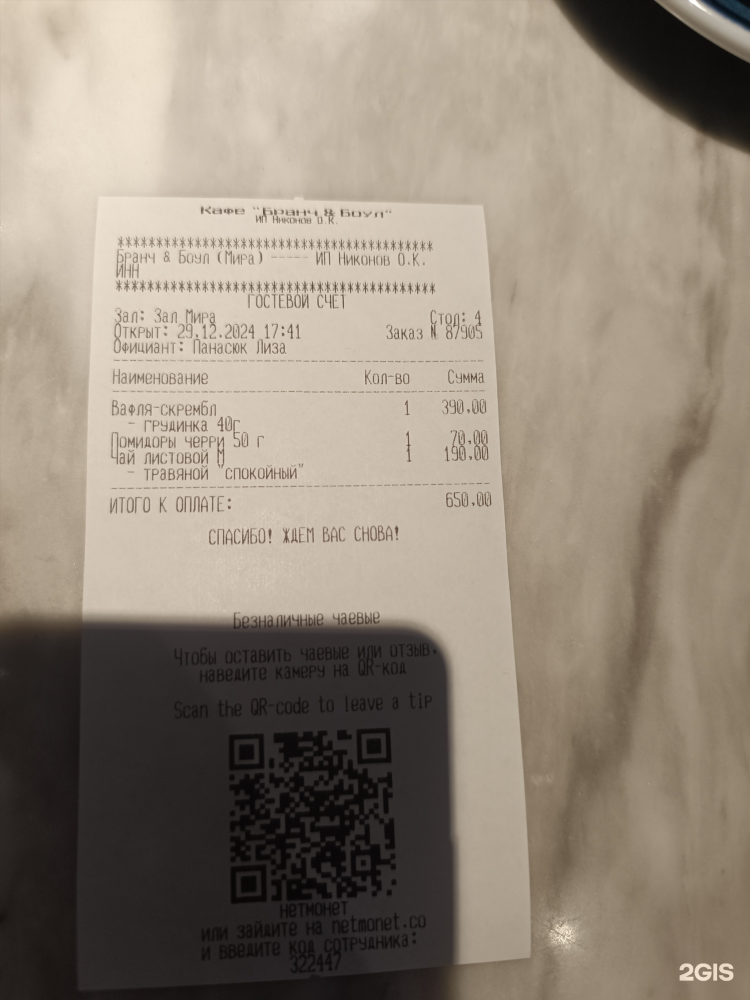 Кафе "Бранч & Боул"
ИП Никонов О.К.
******************************************
Бранч & Боул (Мира) ----- ИП Никонов О.К.
ИНН
******************************************
ГОСТЕВОЙ СЧЕТ
Зал: Зал Мира Стол: 4
Открыт: 29.12.2024 17:41 Заказ № 87905
Официант: Панасюк Лиза
Наименование Кол-во Сумма
Вафля-скрембл 1 390.00
- грудинка 40г
Помидоры черри 50 г 1 70.00
Чай листовой М 1 190.00
- травяной "спокойный"
ИТОГО К ОПЛАТЕ: 650.00
СПАСИБО! ЖДЕМ ВАС СНОВА!
Безналичные чаевые
Чтобы оставить чаевые или отзыв,
наведите камеру на QR-код
Scan the QR-code to leave a tip
нетмонет
или зайдите на netmonet.co
и введите код сотрудника:
322447
2GIS